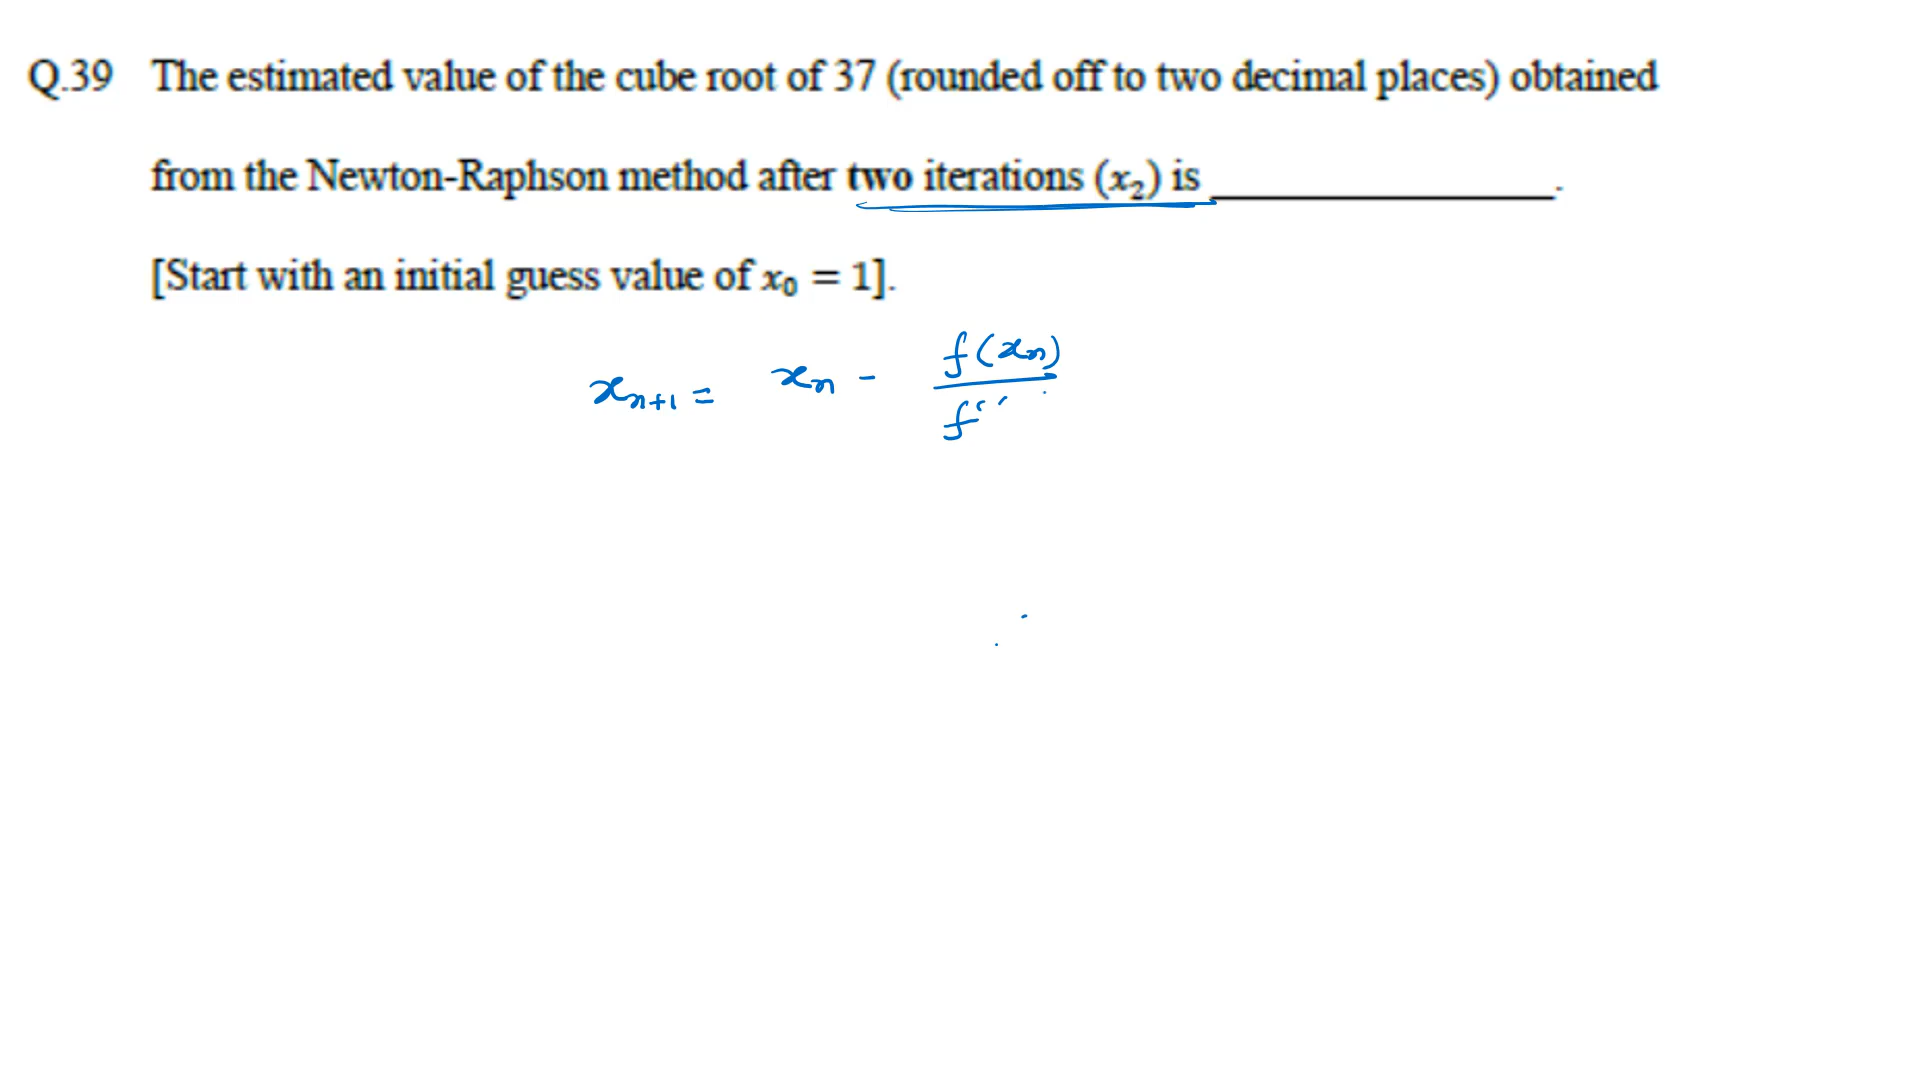 Q.39 The estimated value of the cube root of 37 (rounded off to two decimal places) obtained
from the Newton-Raphson method after two iterations (x₂) is ________________.
[Start with an initial guess value of x₀ = 1].
xₙ₊₁ = xₙ - f(xₙ) / f''